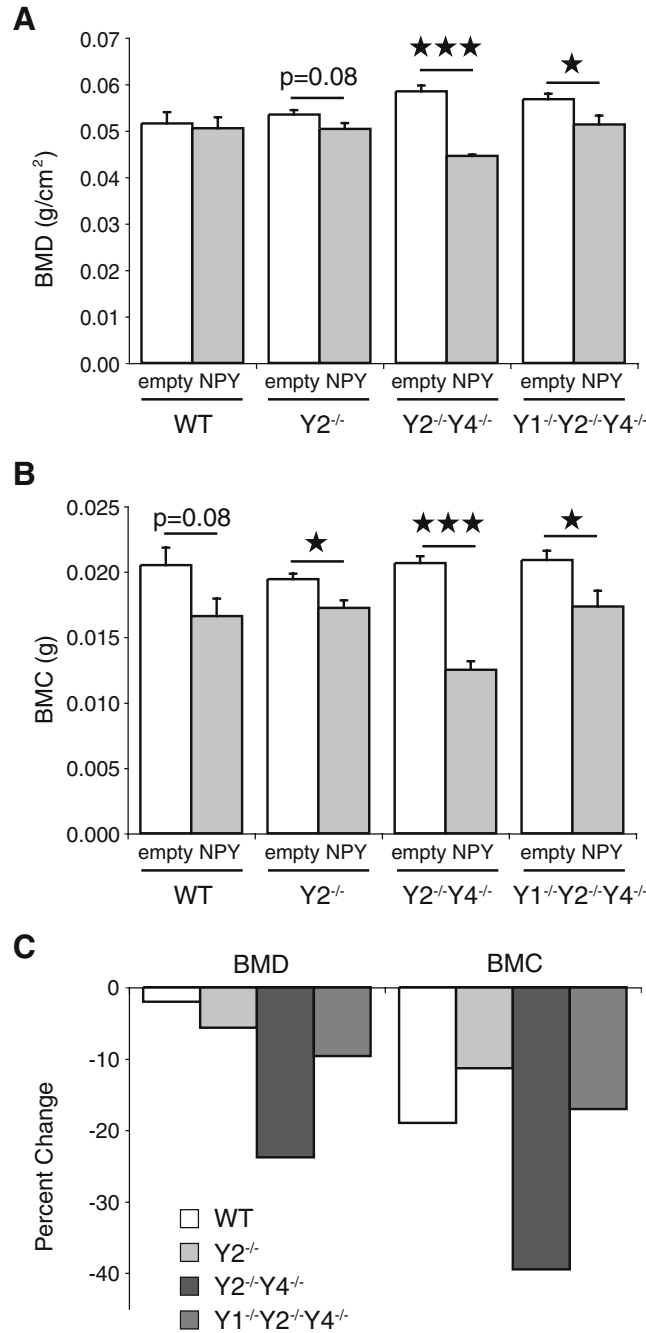 A
BMD (g/cm²)
0.07
0.06
0.05
0.04
0.03
0.02
0.01
0.00
p=0.08
★★★
★
empty NPY empty NPY empty NPY empty NPY
WT Y2⁻/⁻ Y2⁻/⁻Y4⁻/⁻ Y1⁻/⁻Y2⁻/⁻Y4⁻/⁻
B
BMC (g)
0.025
0.020
0.015
0.010
0.005
0.000
p=0.08
★
★★★
★
empty NPY empty NPY empty NPY empty NPY
WT Y2⁻/⁻ Y2⁻/⁻Y4⁻/⁻ Y1⁻/⁻Y2⁻/⁻Y4⁻/⁻
C
BMD BMC
Percent Change
0
-10
-20
-30
-40
WT
Y2⁻/⁻
Y2⁻/⁻Y4⁻/⁻
Y1⁻/⁻Y2⁻/⁻Y4⁻/⁻